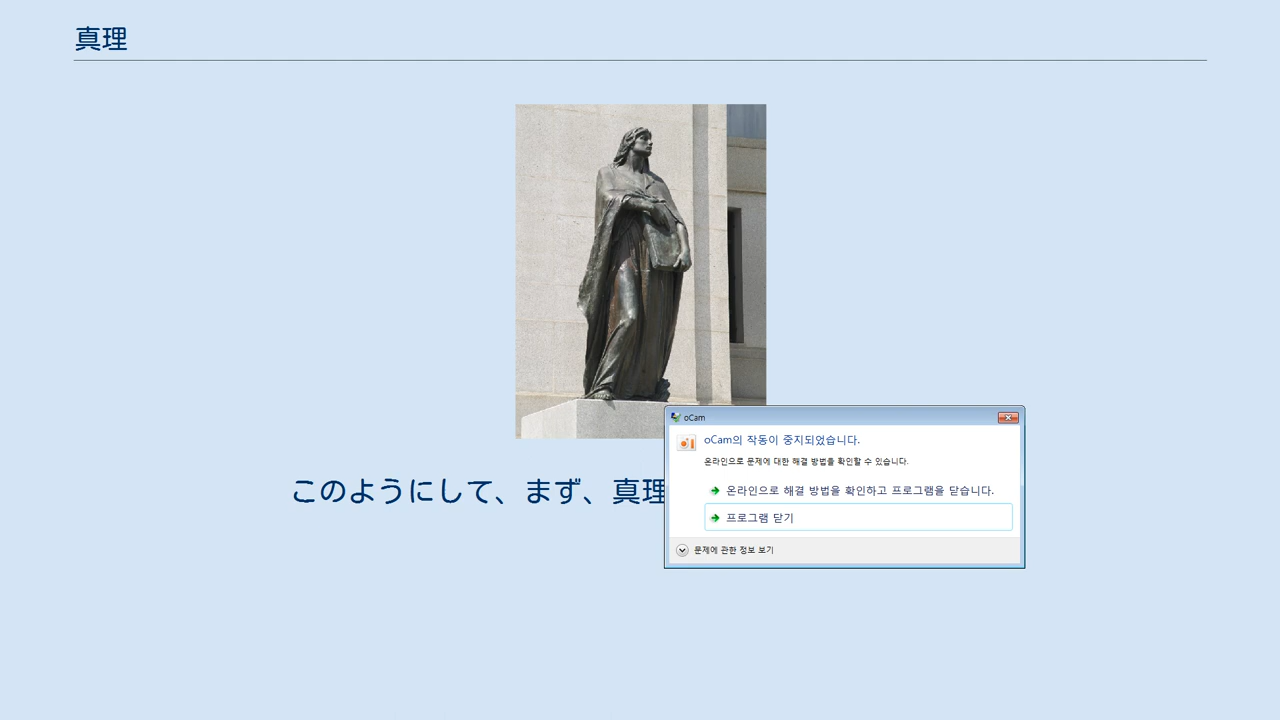 真理
このようにして、まず、真理
oCam
oCam의 작동이 중지되었습니다.
온라인으로 문제에 대한 해결 방법을 확인할 수 있습니다.
온라인으로 해결 방법을 확인하고 프로그램을 닫습니다.
프로그램 닫기
문제에 관한 정보 보기